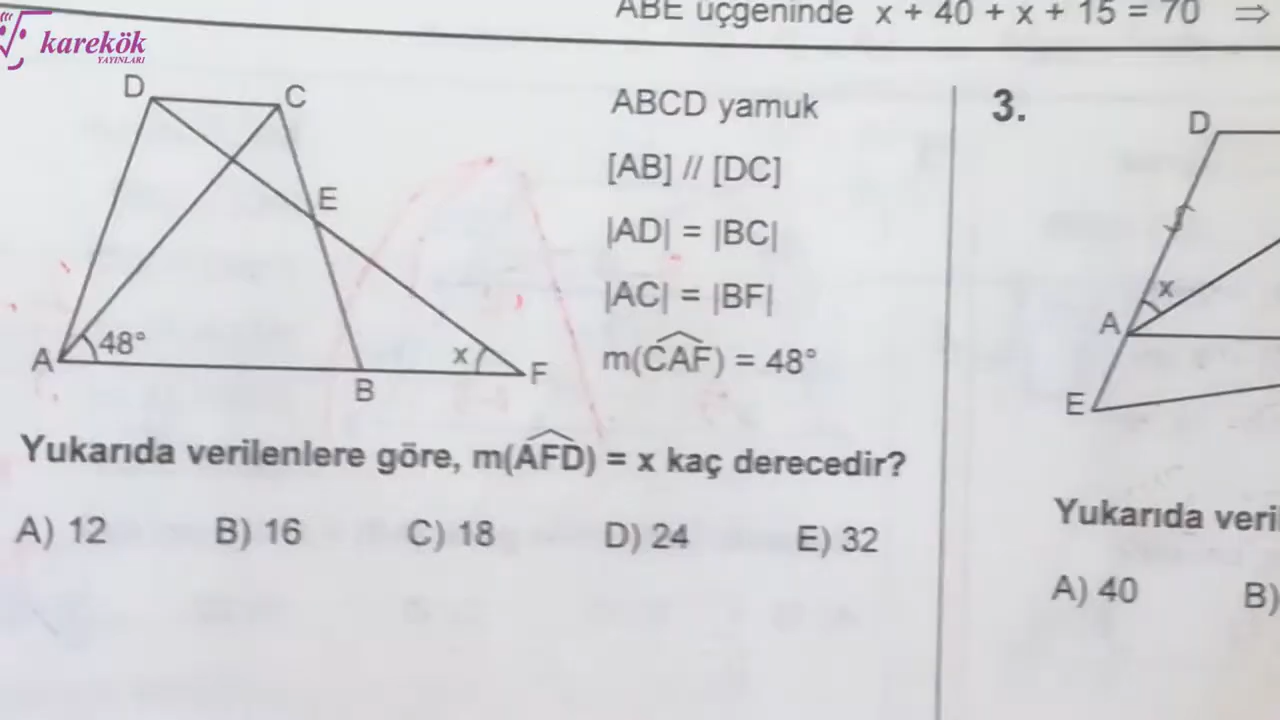 ABE üçgeninde x + 40 + x + 15 = 70 ⇒
karekök
YAYINLARI
D
C
E
A
48°
x
B
F
ABCD yamuk
[AB] // [DC]
|AD| = |BC|
|AC| = |BF|
m(CAF) = 48°
Yukarıda verilenlere göre, m(AFD) = x kaç derecedir?
A) 12 B) 16 C) 18 D) 24 E) 32
3.
D
x
A
E
Yukarıda veri
A) 40 B)